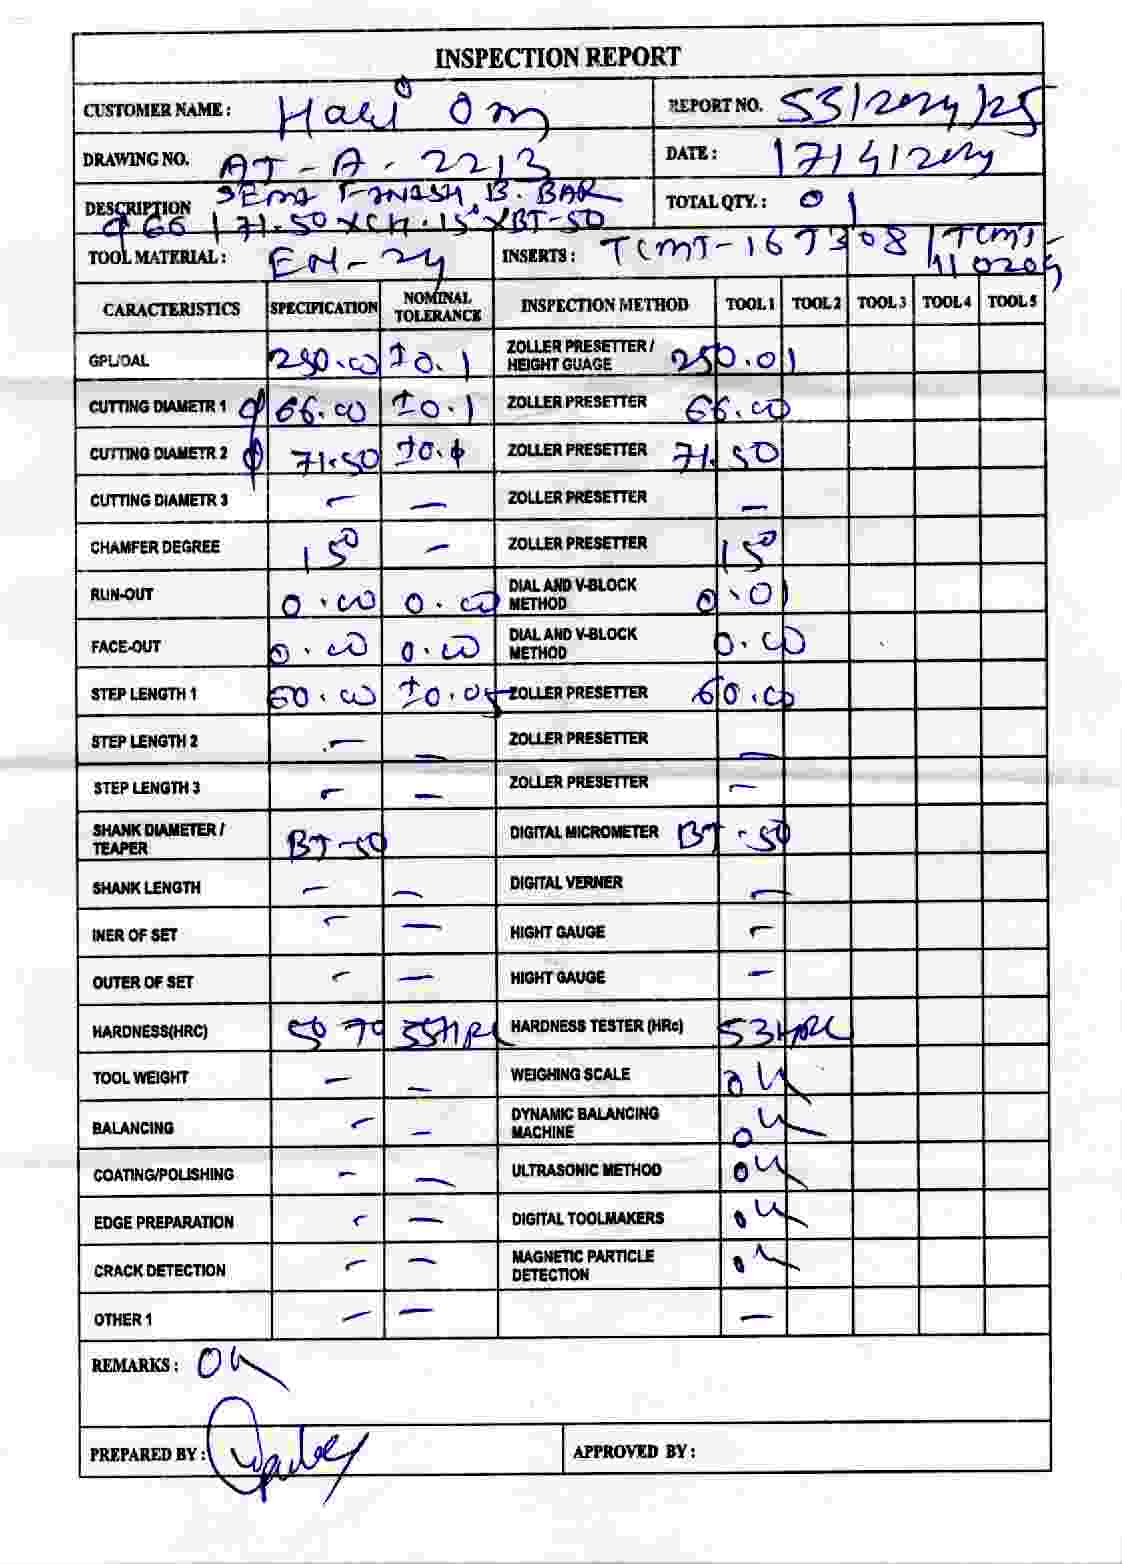 INSPECTION REPORT
CUSTOMER NAME : Hari Om
REPORT NO. 53/2024/25
DRAWING NO. AT-A-2213
DATE : 17/4/2024
DESCRIPTION SEMI FINASH B. BAR
φ66 / 71.50 X CH.15° X BT-50
TOTAL QTY. : 01
TOOL MATERIAL : EN-24
INSERTS : TCMT-16T308 / TCMT-110204
CARACTERISTICS SPECIFICATION NOMINAL TOLERANCE INSPECTION METHOD TOOL 1 TOOL 2 TOOL 3 TOOL 4 TOOL 5
GPL/OAL 250.00 ±0.1 ZOLLER PRESETTER / HEIGHT GUAGE 250.01
CUTTING DIAMETR 1 φ 66.00 ±0.1 ZOLLER PRESETTER 66.00
CUTTING DIAMETR 2 φ 71.50 ±0.1 ZOLLER PRESETTER 71.50
CUTTING DIAMETR 3 – – ZOLLER PRESETTER –
CHAMFER DEGREE 15° – ZOLLER PRESETTER 15°
RUN-OUT 0.00 0.00 DIAL AND V-BLOCK METHOD 0.01
FACE-OUT 0.00 0.00 DIAL AND V-BLOCK METHOD 0.00
STEP LENGTH 1 60.00 ±0.05 ZOLLER PRESETTER 60.00
STEP LENGTH 2 – – ZOLLER PRESETTER –
STEP LENGTH 3 – – ZOLLER PRESETTER –
SHANK DIAMETER / TEAPER BT-50 DIGITAL MICROMETER BT-50
SHANK LENGTH – – DIGITAL VERNER –
INER OF SET – – HIGHT GAUGE –
OUTER OF SET – – HIGHT GAUGE –
HARDNESS(HRC) 50 TO 55HRC HARDNESS TESTER (HRc) 53HRC
TOOL WEIGHT – – WEIGHING SCALE OK
BALANCING – – DYNAMIC BALANCING MACHINE OK
COATING/POLISHING – – ULTRASONIC METHOD OK
EDGE PREPARATION – – DIGITAL TOOLMAKERS OK
CRACK DETECTION – – MAGNETIC PARTICLE DETECTION OK
OTHER 1 – – –
REMARKS : OK
PREPARED BY :
APPROVED BY :